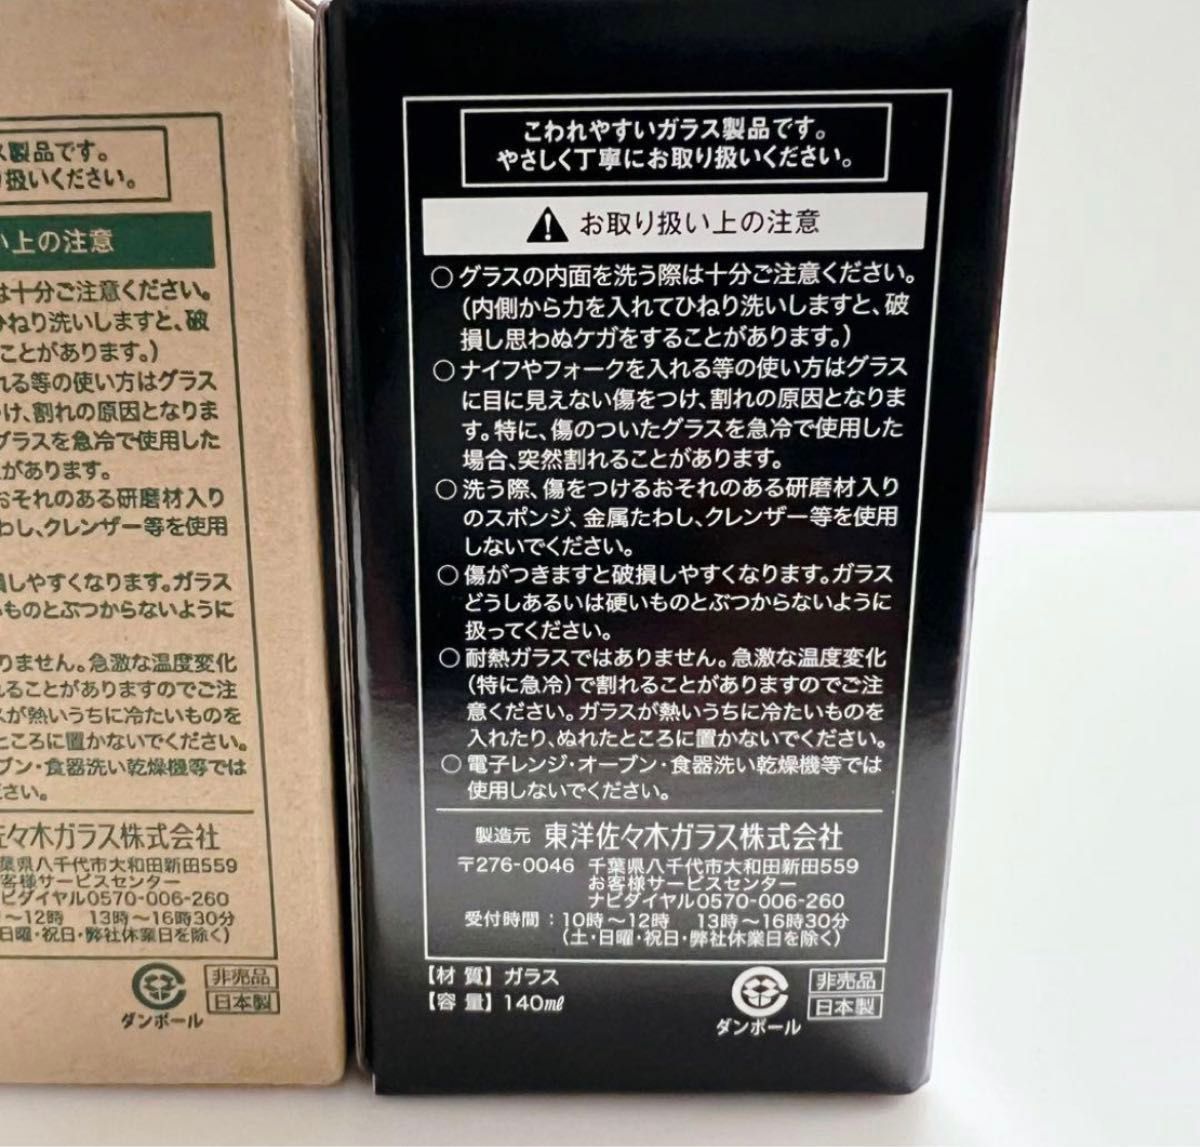 ス製品です。
り扱いください。
い上の注意
は十分ご注意ください。
ひねり洗いしますと、破
ことがあります。)
れる等の使い方はグラス
け、割れの原因となりま
グラスを急冷で使用した
があります。
おそれのある研磨材入り
わし、クレンザー等を使用
損しやすくなります。ガラス
いものとぶつからないように
りません。急激な温度変化
れることがありますのでご注
スが熱いうちに冷たいものを
ところに置かないでください。
ブン・食器洗い乾燥機等では
ださい。
佐々木ガラス株式会社
葉県八千代市大和田新田559
客様サービスセンター
ナビダイヤル0570-006-260
～12時 13時～16時30分
日曜・祝日・弊社休業日を除く)
ダンボール
非売品
日本製
こわれやすいガラス製品です。
やさしく丁寧にお取り扱いください。
お取り扱い上の注意
○グラスの内面を洗う際は十分ご注意ください。
(内側から力を入れてひねり洗いしますと、破
損し思わぬケガをすることがあります。)
○ナイフやフォークを入れる等の使い方はグラス
に目に見えない傷をつけ、割れの原因となりま
す。特に、傷のついたグラスを急冷で使用した
場合、突然割れることがあります。
○洗う際、傷をつけるおそれのある研磨材入り
のスポンジ、金属たわし、クレンザー等を使用
しないでください。
○傷がつきますと破損しやすくなります。ガラス
どうしあるいは硬いものとぶつからないように
扱ってください。
○耐熱ガラスではありません。急激な温度変化
(特に急冷)で割れることがありますのでご注
意ください。ガラスが熱いうちに冷たいものを
入れたり、ぬれたところに置かないでください。
○電子レンジ・オーブン・食器洗い乾燥機等では
使用しないでください。
製造元 東洋佐々木ガラス株式会社
〒276-0046 千葉県八千代市大和田新田559
お客様サービスセンター
ナビダイヤル0570-006-260
受付時間：10時～12時 13時～16時30分
(土・日曜・祝日・弊社休業日を除く)
【材 質】ガラス
【容 量】140㎖
ダンボール
非売品
日本製